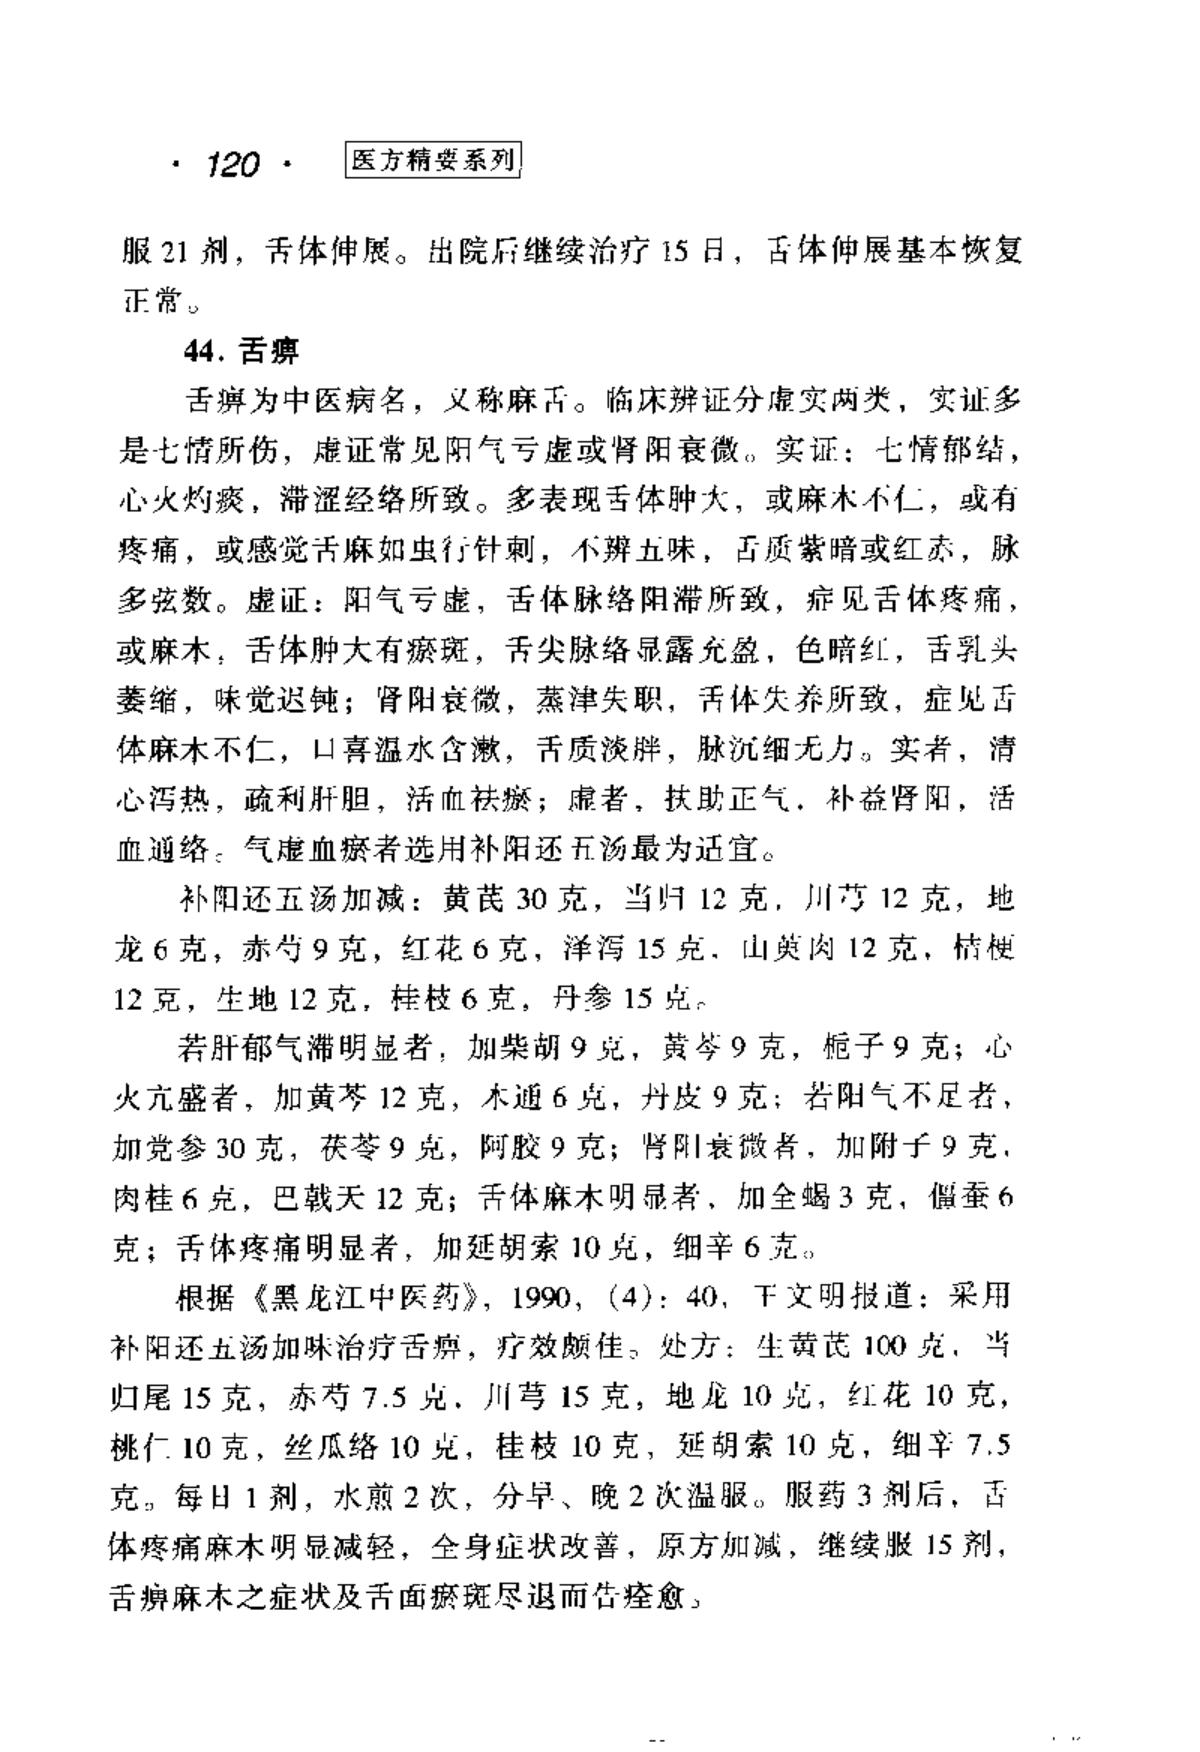 · 120 · 医方精要系列
服 21 剂，舌体伸展。出院后继续治疗 15 日，舌体伸展基本恢复
正常。
44. 舌痹
舌痹为中医病名，又称麻舌。临床辨证分虚实两类，实证多
是七情所伤，虚证常见阳气亏虚或肾阳衰微。实证：七情郁结，
心火灼痰，滞涩经络所致。多表现舌体肿大，或麻木不仁，或有
疼痛，或感觉舌麻如虫行针刺，不辨五味，舌质紫暗或红赤，脉
多弦数。虚证：阳气亏虚，舌体脉络阻滞所致，症见舌体疼痛，
或麻木，舌体肿大有瘀斑，舌尖脉络显露充盈，色暗红，舌乳头
萎缩，味觉迟钝；肾阳衰微，蒸津失职，舌体失养所致，症见舌
体麻木不仁，口喜温水含漱，舌质淡胖，脉沉细无力。实者，清
心泻热，疏利肝胆，活血祛瘀；虚者，扶助正气，补益肾阳，活
血通络。气虚血瘀者选用补阳还五汤最为适宜。
补阳还五汤加减：黄芪 30 克，当归 12 克，川芎 12 克，地
龙 6 克，赤芍 9 克，红花 6 克，泽泻 15 克，山萸肉 12 克，桔梗
12 克，生地 12 克，桂枝 6 克，丹参 15 克。
若肝郁气滞明显者，加柴胡 9 克，黄芩 9 克，栀子 9 克；心
火亢盛者，加黄芩 12 克，木通 6 克，丹皮 9 克；若阳气不足者，
加党参 30 克，茯苓 9 克，阿胶 9 克；肾阳衰微者，加附子 9 克，
肉桂 6 克，巴戟天 12 克；舌体麻木明显者，加全蝎 3 克，僵蚕 6
克；舌体疼痛明显者，加延胡索 10 克，细辛 6 克。
根据《黑龙江中医药》，1990，（4）：40，王文明报道：采用
补阳还五汤加味治疗舌痹，疗效颇佳。处方：生黄芪 100 克，当
归尾 15 克，赤芍 7.5 克，川芎 15 克，地龙 10 克，红花 10 克，
桃仁 10 克，丝瓜络 10 克，桂枝 10 克，延胡索 10 克，细辛 7.5
克。每日 1 剂，水煎 2 次，分早、晚 2 次温服。服药 3 剂后，舌
体疼痛麻木明显减轻，全身症状改善，原方加减，继续服 15 剂，
舌痹麻木之症状及舌面瘀斑尽退而告痊愈。